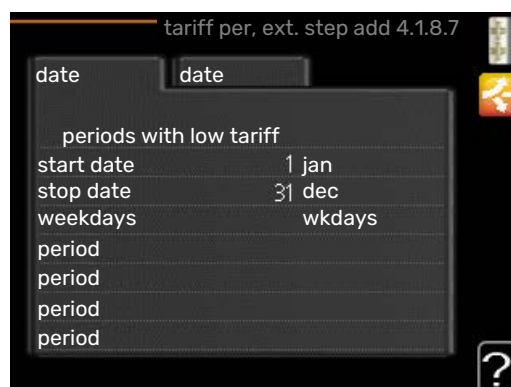 tariff per, ext. step add 4.1.8.7
date date
periods with low tariff
start date 1 jan
stop date 31 dec
weekdays wkdays
period
period
period
period
?